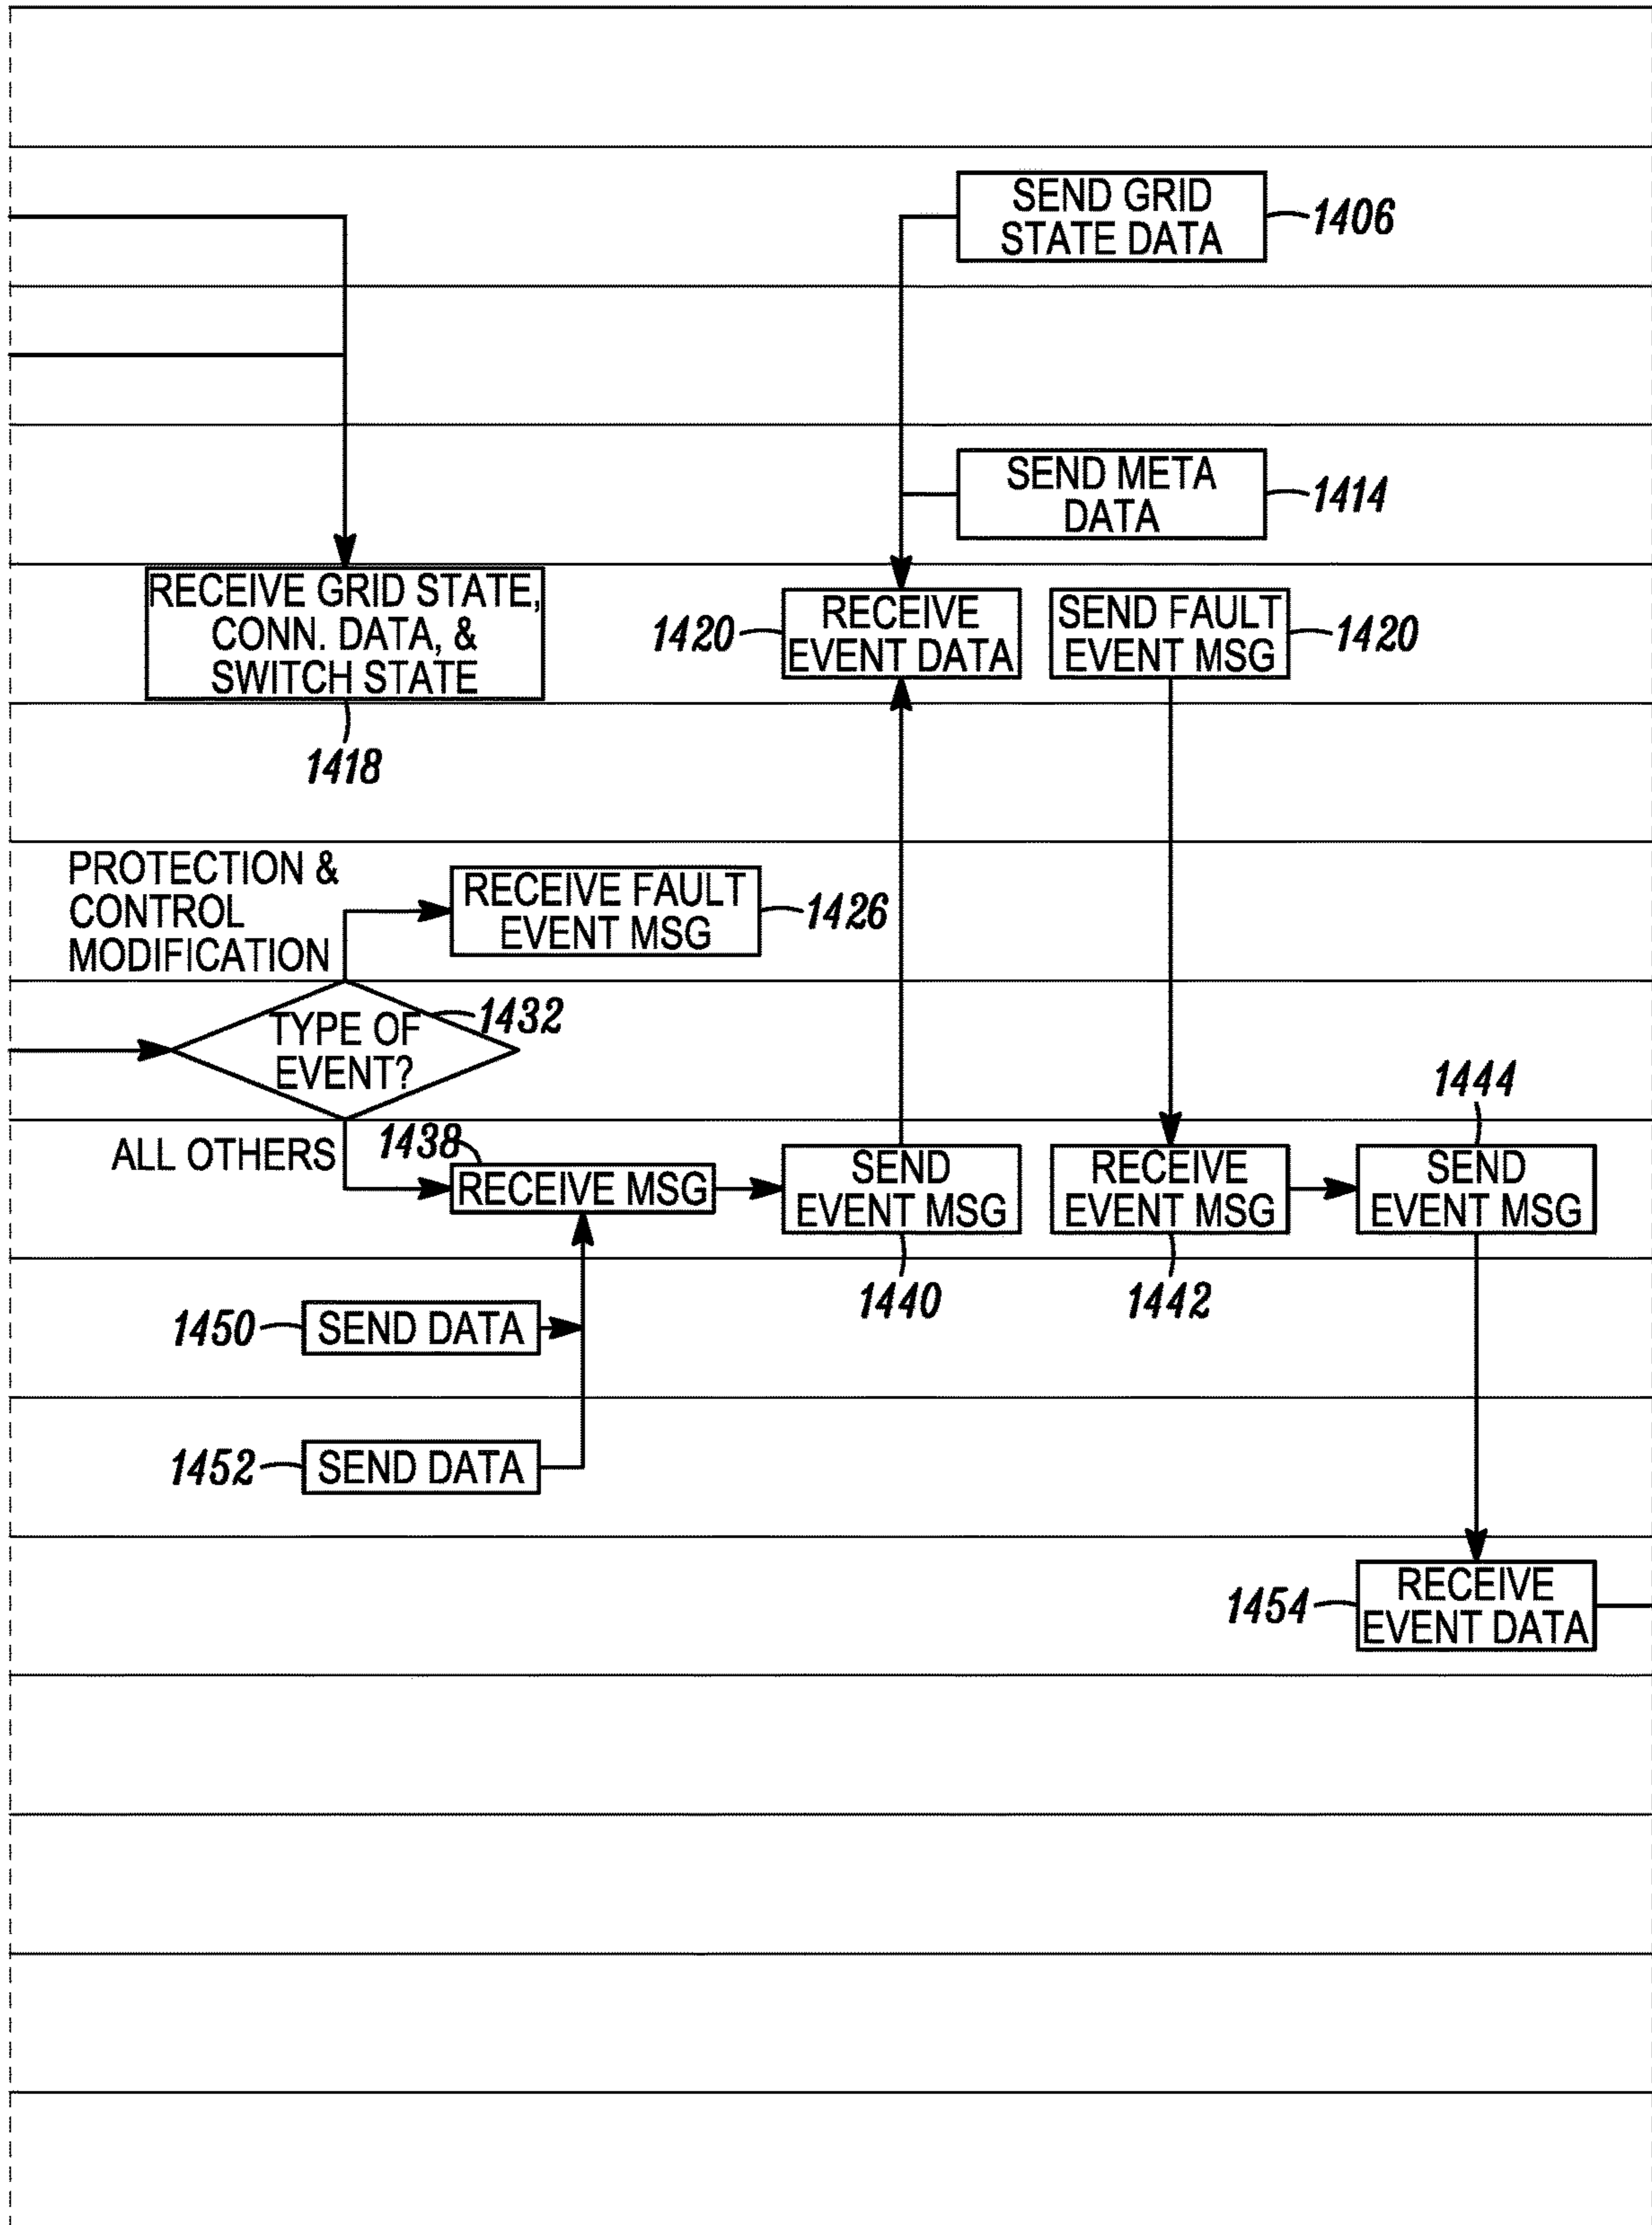 SEND GRID
STATE DATA
1406
SEND META
DATA
1414
RECEIVE GRID STATE,
CONN. DATA, &
SWITCH STATE
1418
1420
RECEIVE
EVENT DATA
SEND FAULT
EVENT MSG
1420
PROTECTION &
CONTROL
MODIFICATION
RECEIVE FAULT
EVENT MSG
1426
TYPE OF
EVENT?
1432
ALL OTHERS
1438
RECEIVE MSG
SEND
EVENT MSG
1440
RECEIVE
EVENT MSG
1442
1444
SEND
EVENT MSG
1450
SEND DATA
1452
SEND DATA
1454
RECEIVE
EVENT DATA